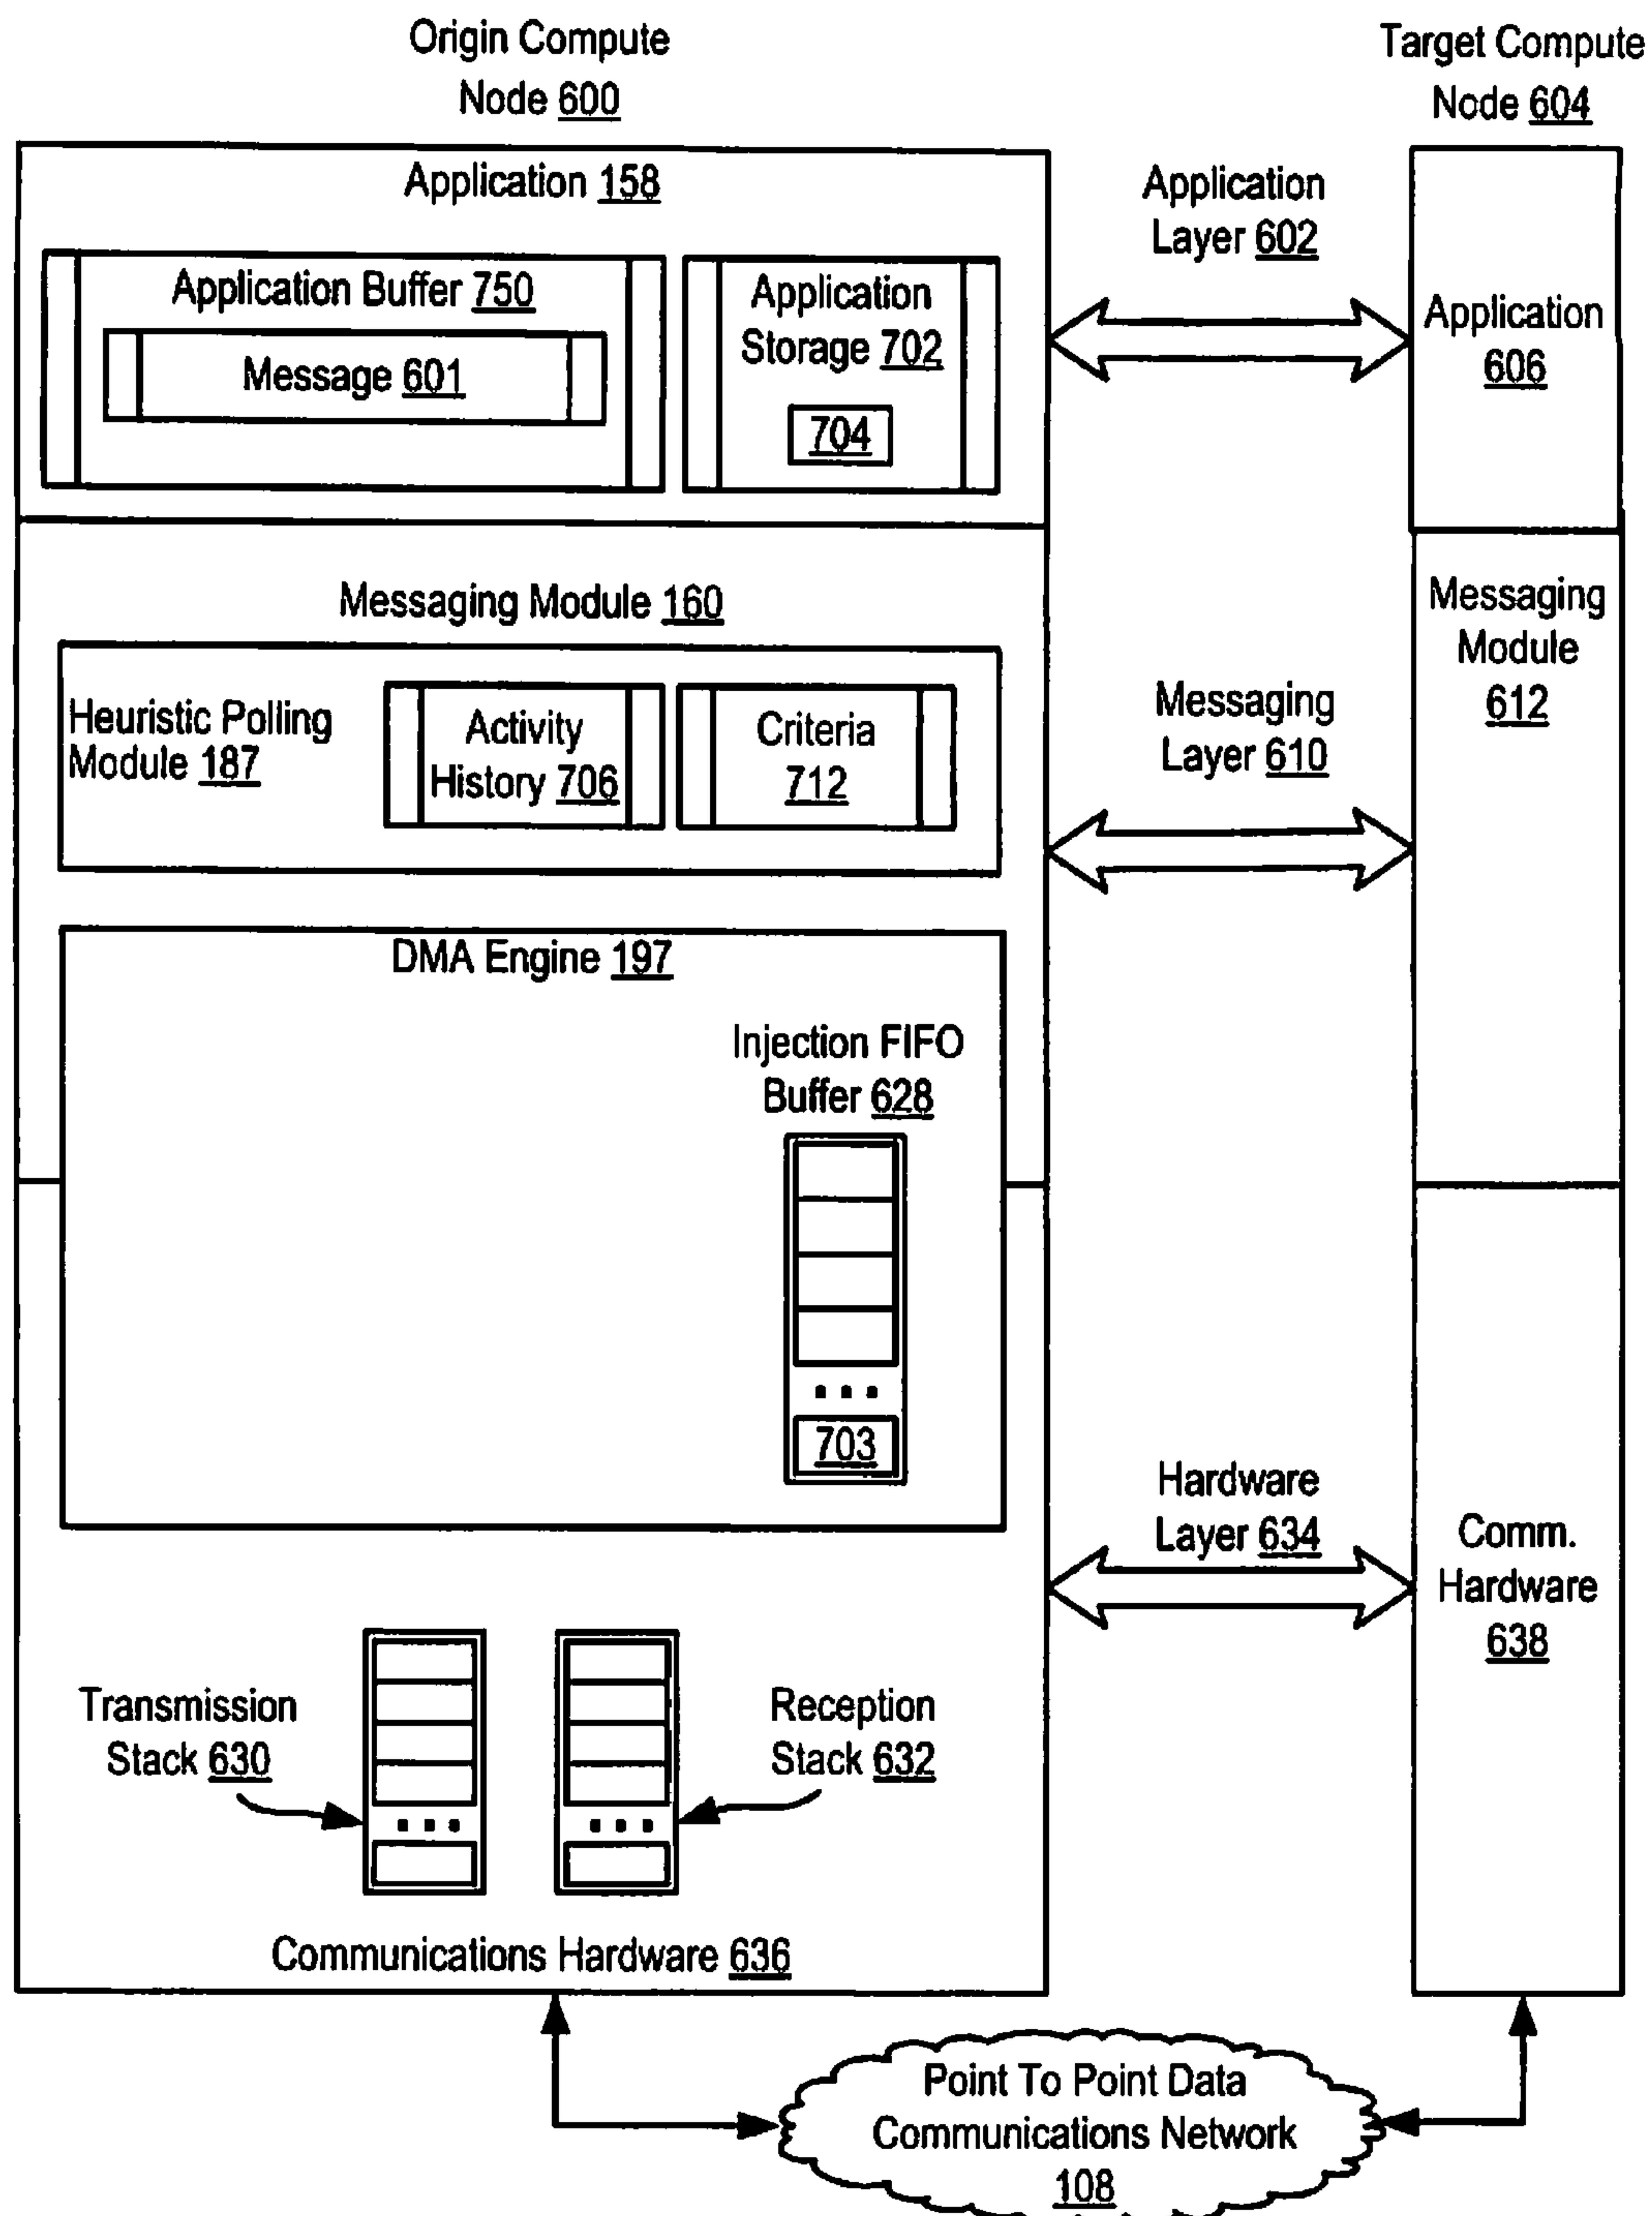 Origin Compute
Node 600
Target Compute
Node 604
Application 158
Application Buffer 750
Message 601
Application
Storage 702
704
Application
Layer 602
Application
606
Messaging Module 160
Heuristic Polling
Module 187
Activity
History 706
Criteria
712
Messaging
Layer 610
Messaging
Module
612
DMA Engine 197
Injection FIFO
Buffer 628
703
Hardware
Layer 634
Comm.
Hardware
638
Transmission
Stack 630
Reception
Stack 632
Communications Hardware 636
Point To Point Data
Communications Network
108